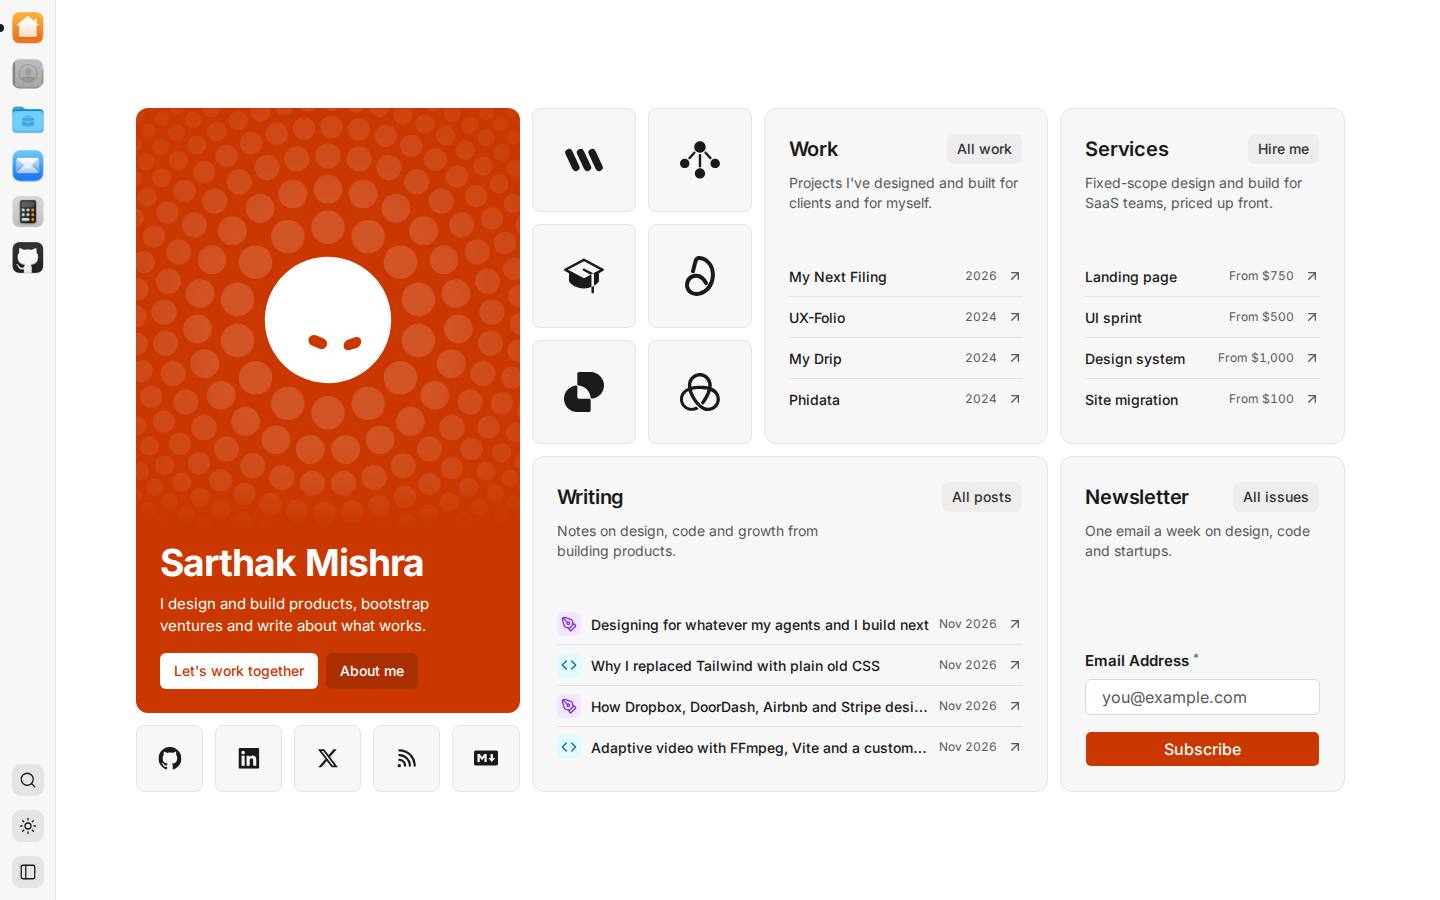 Sarthak Mishra
I design and build products, bootstrap
ventures and write about what works.
Let's work together
About me
Work
All work
Projects I've designed and built for
clients and for myself.
My Next Filing 2026
UX-Folio 2024
My Drip 2024
Phidata 2024
Services
Hire me
Fixed-scope design and build for
SaaS teams, priced up front.
Landing page From $750
UI sprint From $500
Design system From $1,000
Site migration From $100
Writing
All posts
Notes on design, code and growth from
building products.
Designing for whatever my agents and I build next Nov 2026
Why I replaced Tailwind with plain old CSS Nov 2026
How Dropbox, DoorDash, Airbnb and Stripe desi... Nov 2026
Adaptive video with FFmpeg, Vite and a custom... Nov 2026
Newsletter
All issues
One email a week on design, code
and startups.
Email Address *
you@example.com
Subscribe